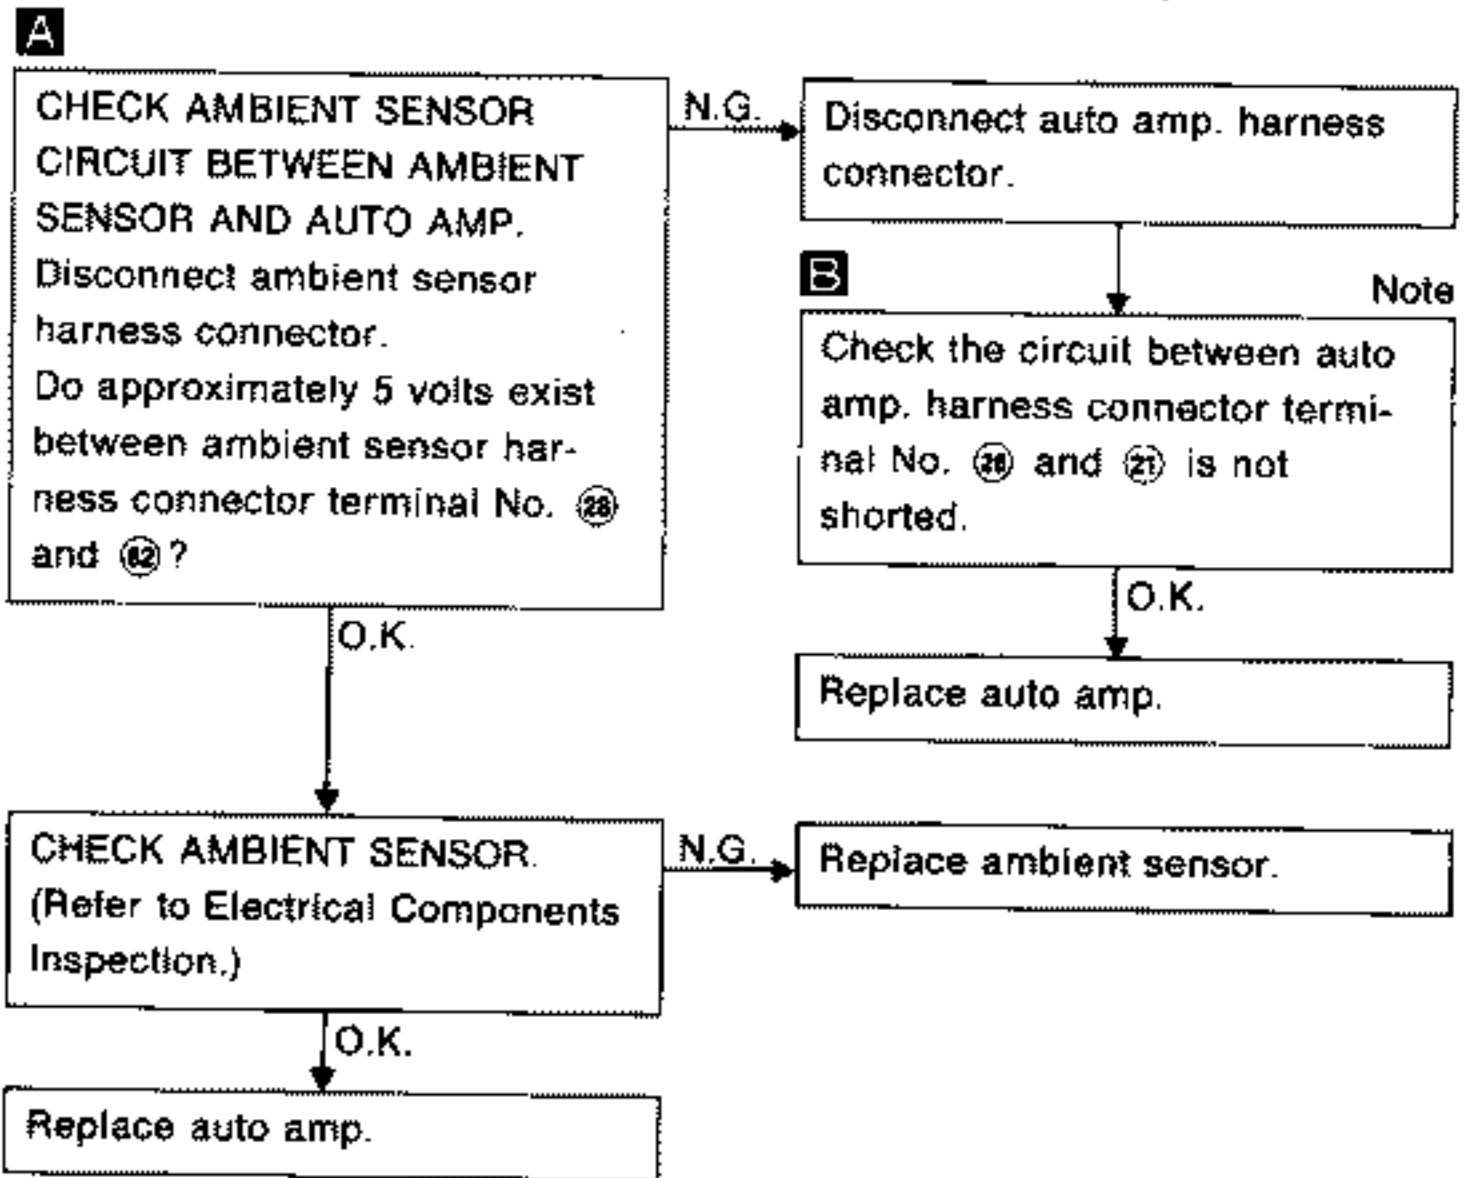 A
CHECK AMBIENT SENSOR
CIRCUIT BETWEEN AMBIENT
SENSOR AND AUTO AMP.
Disconnect ambient sensor
harness connector.
Do approximately 5 volts exist
between ambient sensor har-
ness connector terminal No. 28
and 62?
O.K.
CHECK AMBIENT SENSOR.
(Refer to Electrical Components
Inspection.)
O.K.
Replace auto amp.
N.G.
Disconnect auto amp. harness
connector.
B
Note
Check the circuit between auto
amp. harness connector termi-
nal No. and 21 is not
shorted.
O.K.
Replace auto amp.
N.G.
Replace ambient sensor.